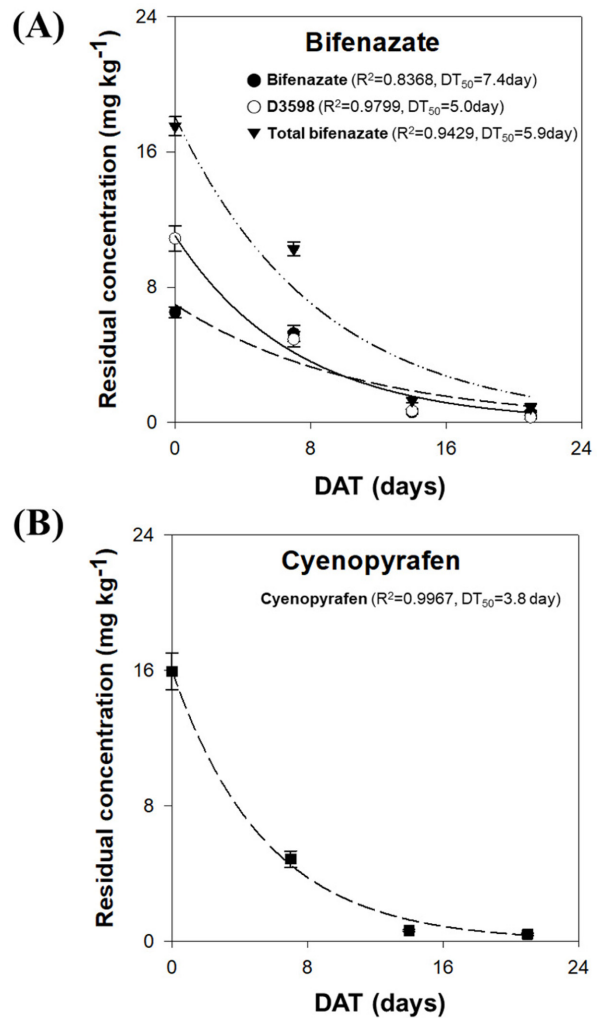 (A)
Bifenazate
Bifenazate (R²=0.8368, DT₅₀=7.4day)
D3598 (R²=0.9799, DT₅₀=5.0day)
Total bifenazate (R²=0.9429, DT₅₀=5.9day)
Residual concentration (mg kg⁻¹)
24
16
8
0
0 8 16 24
DAT (days)
(B)
Cyenopyrafen
Cyenopyrafen (R²=0.9967, DT₅₀=3.8 day)
Residual concentration (mg kg⁻¹)
24
16
8
0
0 8 16 24
DAT (days)